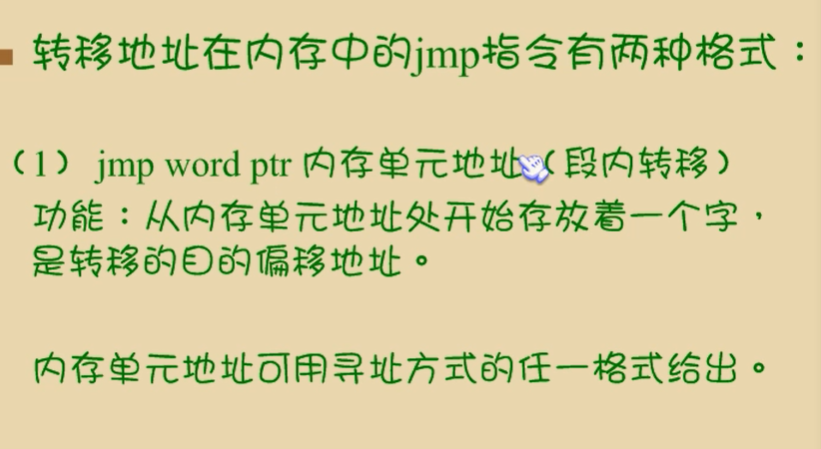 转移地址在内存中的jmp指令有两种格式：
（1） jmp word ptr 内存单元地址（段内转移）
功能：从内存单元地址处开始存放着一个字，
是转移的目的偏移地址。
内存单元地址可用寻址方式的任一格式给出。